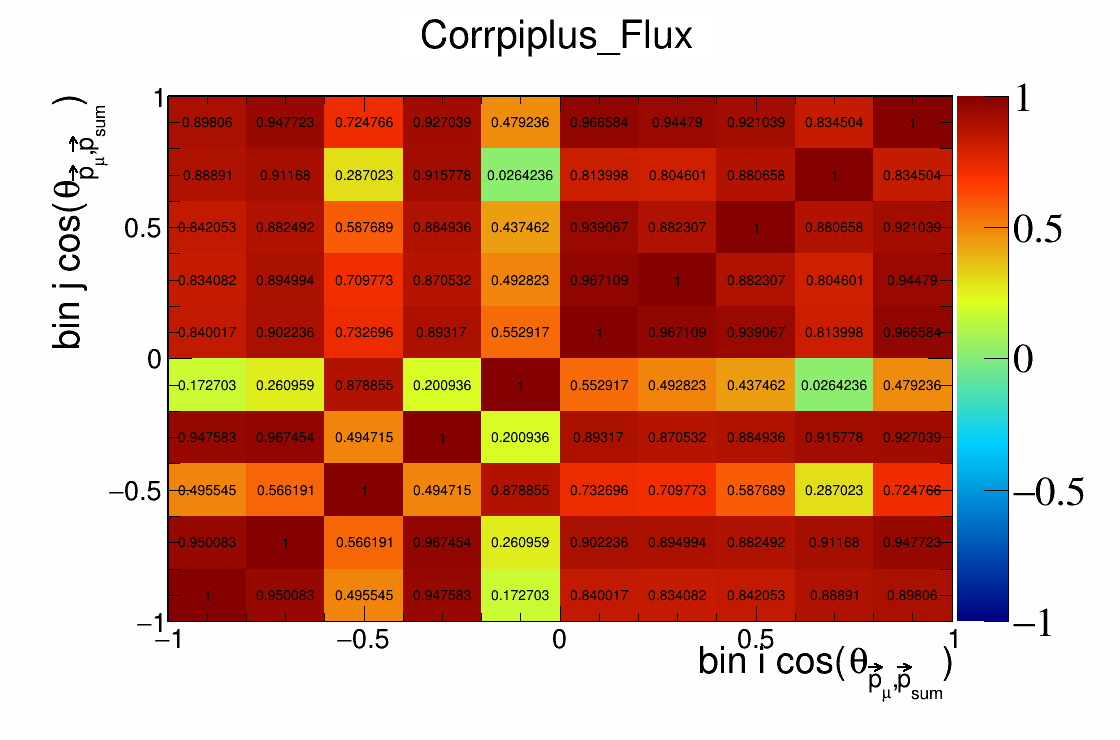 Corrpiplus_Flux
bin j cos(θ p⃗μ,p⃗sum)
1
0.5
0
−0.5
−1
0.89806 0.947723 0.724766 0.927039 0.479236 0.966584 0.94479 0.921039 0.834504 1
0.88891 0.91168 0.287023 0.915778 0.0264236 0.813998 0.804601 0.880658 1 0.834504
0.842053 0.882492 0.587689 0.884936 0.437462 0.939067 0.882307 1 0.880658 0.921039
0.834082 0.894994 0.709773 0.870532 0.492823 0.967109 1 0.882307 0.804601 0.94479
0.840017 0.902236 0.732696 0.89317 0.552917 1 0.967109 0.939067 0.813998 0.966584
0.172703 0.260959 0.878855 0.200936 1 0.552917 0.492823 0.437462 0.0264236 0.479236
0.947583 0.967454 0.494715 1 0.200936 0.89317 0.870532 0.884936 0.915778 0.927039
0.495545 0.566191 1 0.494715 0.878855 0.732696 0.709773 0.587689 0.287023 0.724766
0.950083 1 0.566191 0.967454 0.260959 0.902236 0.894994 0.882492 0.91168 0.947723
1 0.950083 0.495545 0.947583 0.172703 0.840017 0.834082 0.842053 0.88891 0.89806
−1 −0.5 0 0.5 1
bin i cos(θ p⃗μ,p⃗sum)
1
0.5
0
−0.5
−1